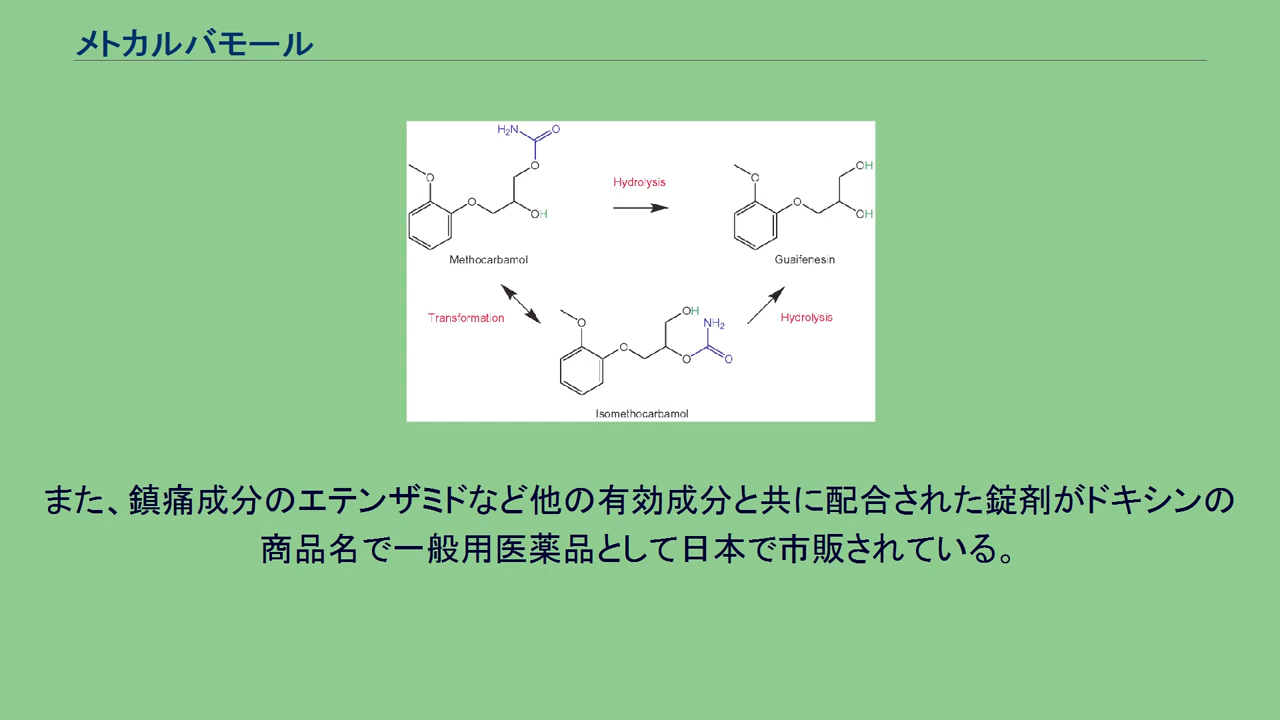 メトカルバモール
H₂N
O
O
O
O
OH
Methocarbamol
Hydrolysis
OH
O
O
OH
Guaifenesin
Transformation
Hydrolysis
OH
NH₂
O
O
O
O
Isomethocarbamol
また、鎮痛成分のエテンザミドなど他の有効成分と共に配合された錠剤がドキシンの
商品名で一般用医薬品として日本で市販されている。